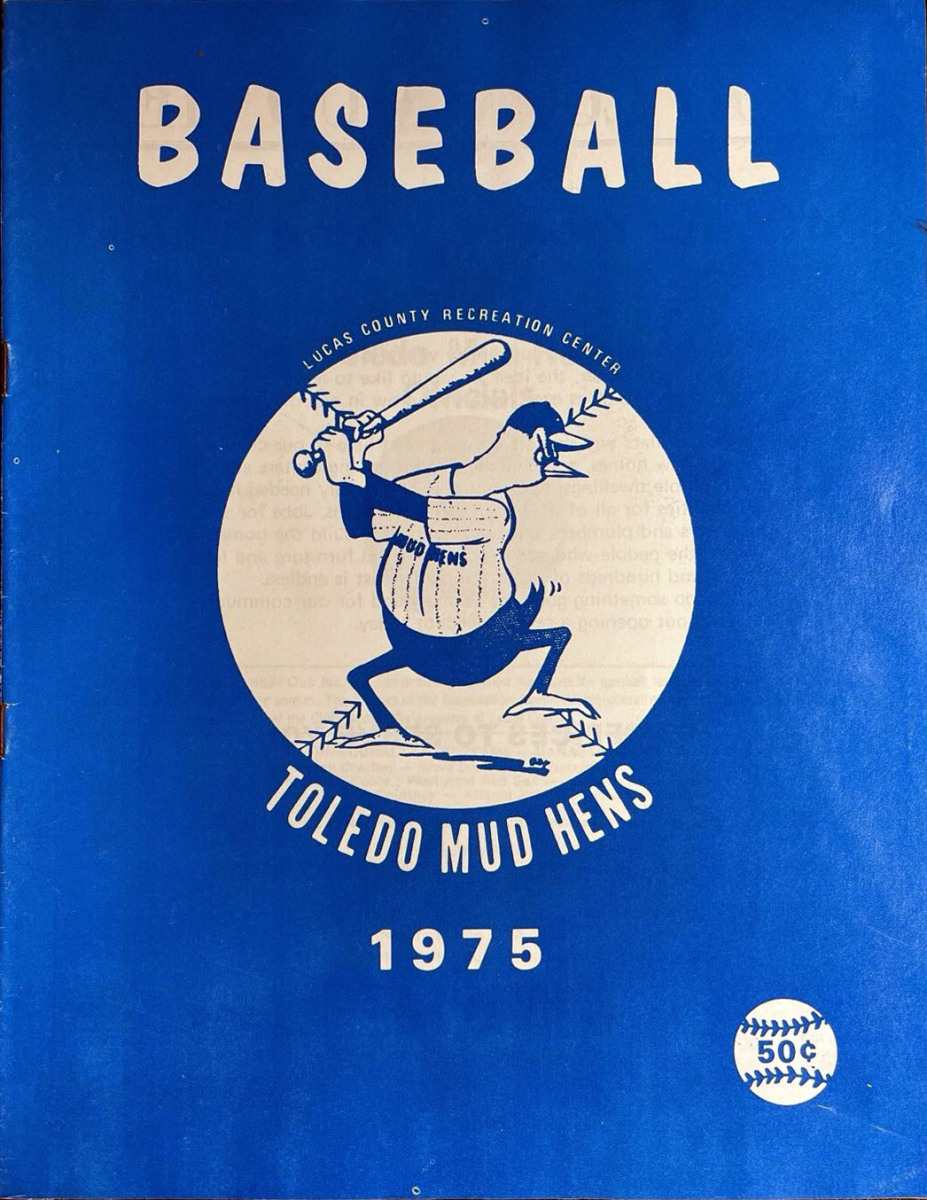 BASEBALL
LUCAS COUNTY RECREATION CENTER
MUD HENS
TOLEDO MUD HENS
1975
50¢